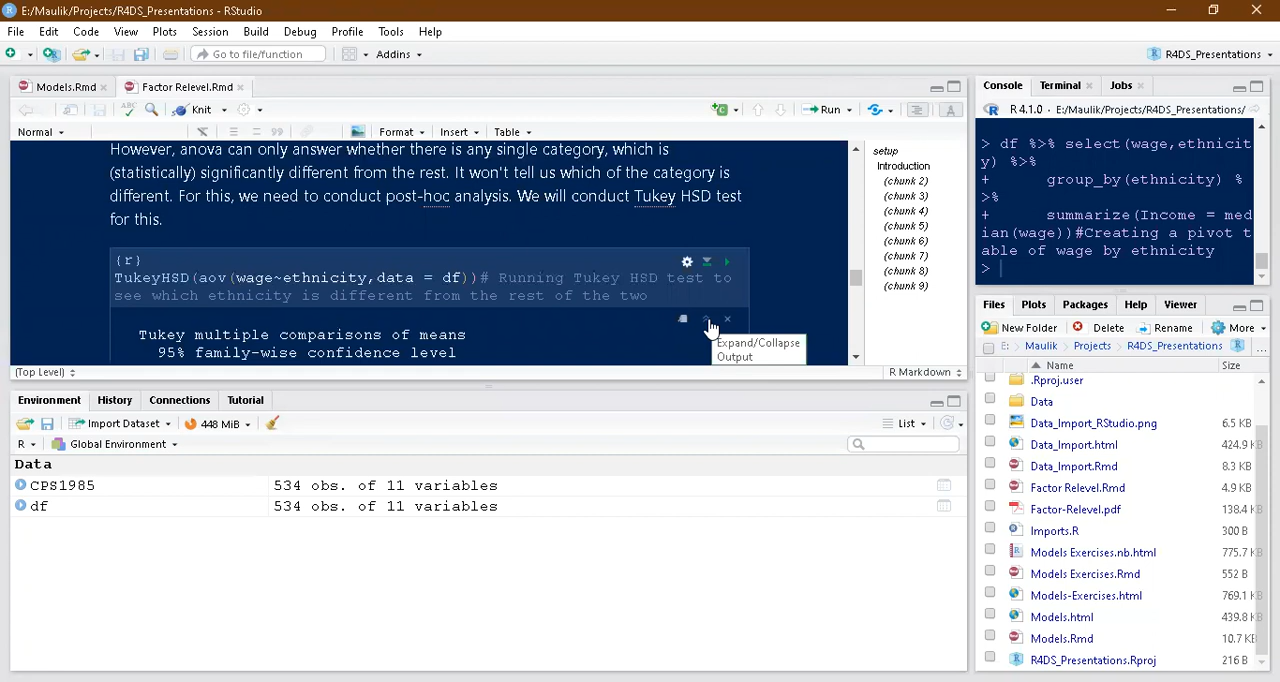 E:/Maulik/Projects/R4DS_Presentations - RStudio
File Edit Code View Plots Session Build Debug Profile Tools Help
Go to file/function Addins R4DS_Presentations
Models.Rmd Factor Relevel.Rmd
ABC Knit Run
Normal Format Insert Table
However, anova can only answer whether there is any single category, which is
(statistically) significantly different from the rest. It won't tell us which of the category is
different. For this, we need to conduct post-hoc analysis. We will conduct Tukey HSD test
for this.
{r}
TukeyHSD(aov(wage~ethnicity,data = df))# Running Tukey HSD test to
see which ethnicity is different from the rest of the two
Tukey multiple comparisons of means
95% family-wise confidence level
Expand/Collapse
Output
setup
Introduction
(chunk 2)
(chunk 3)
(chunk 4)
(chunk 5)
(chunk 6)
(chunk 7)
(chunk 8)
(chunk 9)
(Top Level) R Markdown
Environment History Connections Tutorial
Import Dataset 448 MiB List
R Global Environment
Data
CPS1985 534 obs. of 11 variables
df 534 obs. of 11 variables
Console Terminal Jobs
R 4.1.0 · E:/Maulik/Projects/R4DS_Presentations/
> df %>% select(wage,ethnicit
y) %>%
+ group_by(ethnicity) %
>%
+ summarize(Income = med
ian(wage))#Creating a pivot t
able of wage by ethnicity
>
Files Plots Packages Help Viewer
New Folder Delete Rename More
E: Maulik Projects R4DS_Presentations ...
Name Size
.Rproj.user
Data
Data_Import_RStudio.png 6.5 KB
Data_Import.html 424.9 K
Data_Import.Rmd 8.3 KB
Factor Relevel.Rmd 4.9 KB
Factor-Relevel.pdf 138.4 K
Imports.R 300 B
Models Exercises.nb.html 775.7 K
Models Exercises.Rmd 552 B
Models-Exercises.html 769.1 K
Models.html 439.8 K
Models.Rmd 10.7 KB
R4DS_Presentations.Rproj 216 B